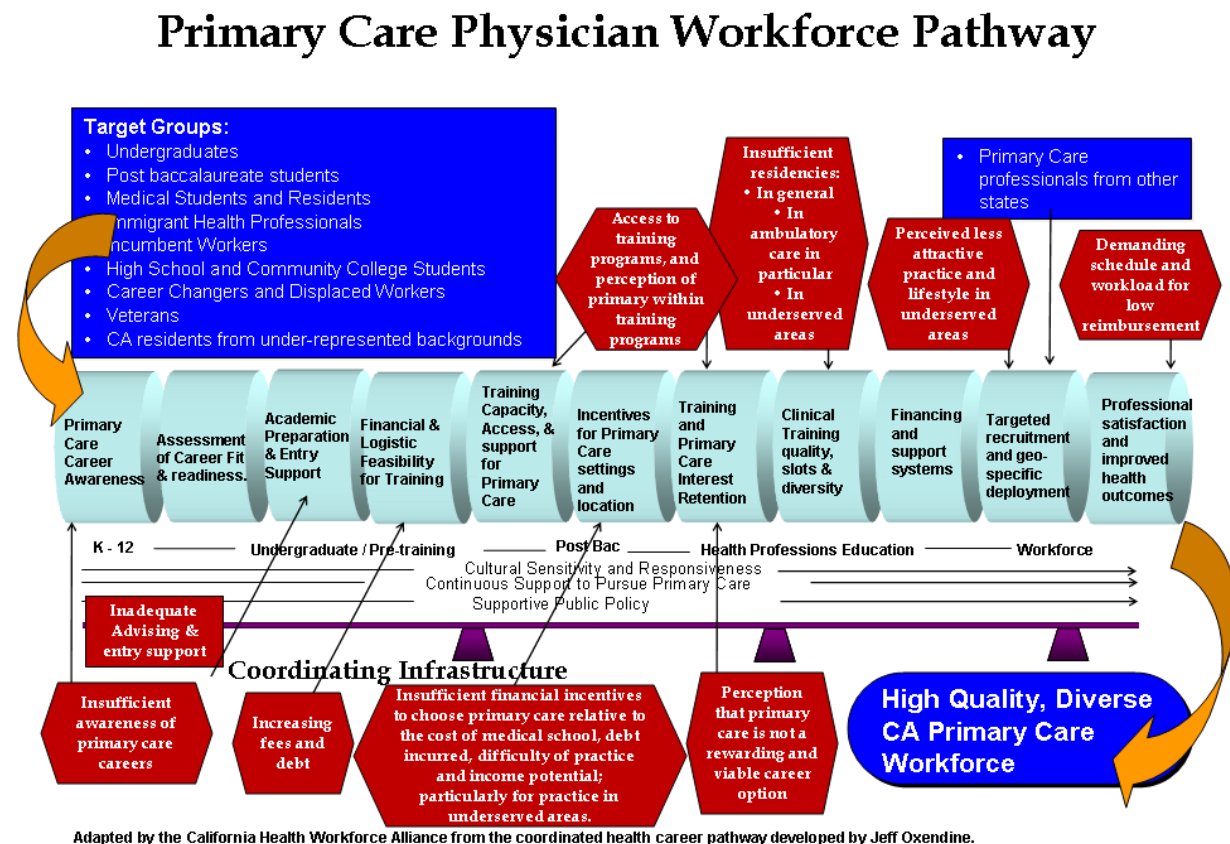 Primary Care Physician Workforce Pathway
Target Groups:
• Undergraduates
• Post baccalaureate students
• Medical Students and Residents
mmigrant Health Professionals
ncumbent Workers
• High School and Community College Students
• Career Changers and Displaced Workers
• Veterans
• CA residents from under-represented backgrounds
Access to
training
programs, and
perception of
primary within
training
programs
Insufficient
residencies:
• In general
• In
ambulatory
care in
particular
• In
underserved
areas
Perceived less
attractive
practice and
lifestyle in
underserved
areas
• Primary Care
professionals from other
states
Demanding
schedule and
workload for
low
reimbursement
Primary
Care
Career
Awareness
Assessment
of Career Fit
& readiness.
Academic
Preparation
& Entry
Support
Financial &
Logistic
Feasibility
for Training
Training
Capacity,
Access, &
support
for
Primary
Care
Incentives
for Primary
Care
settings
and
location
Training
and
Primary
Care
Interest
Retention
Clinical
Training
quality,
slots &
diversity
Financing
and
support
systems
Targeted
recruitment
and geo-
specific
deployment
Professional
satisfaction
and
improved
health
outcomes
K - 12
Undergraduate / Pre-training
Post Bac
Health Professions Education
Workforce
Cultural Sensitivity and Responsiveness
Continuous Support to Pursue Primary Care
Supportive Public Policy
Inadequate
Advising &
entry support
Coordinating Infrastructure
Insufficient
awareness of
primary care
careers
Increasing
fees and
debt
Insufficient financial incentives
to choose primary care relative to
the cost of medical school, debt
incurred, difficulty of practice
and income potential;
particularly for practice in
underserved areas.
Perception
that primary
care is not a
rewarding and
viable career
option
High Quality, Diverse
CA Primary Care
Workforce
Adapted by the California Health Workforce Alliance from the coordinated health career pathway developed by Jeff Oxendine.